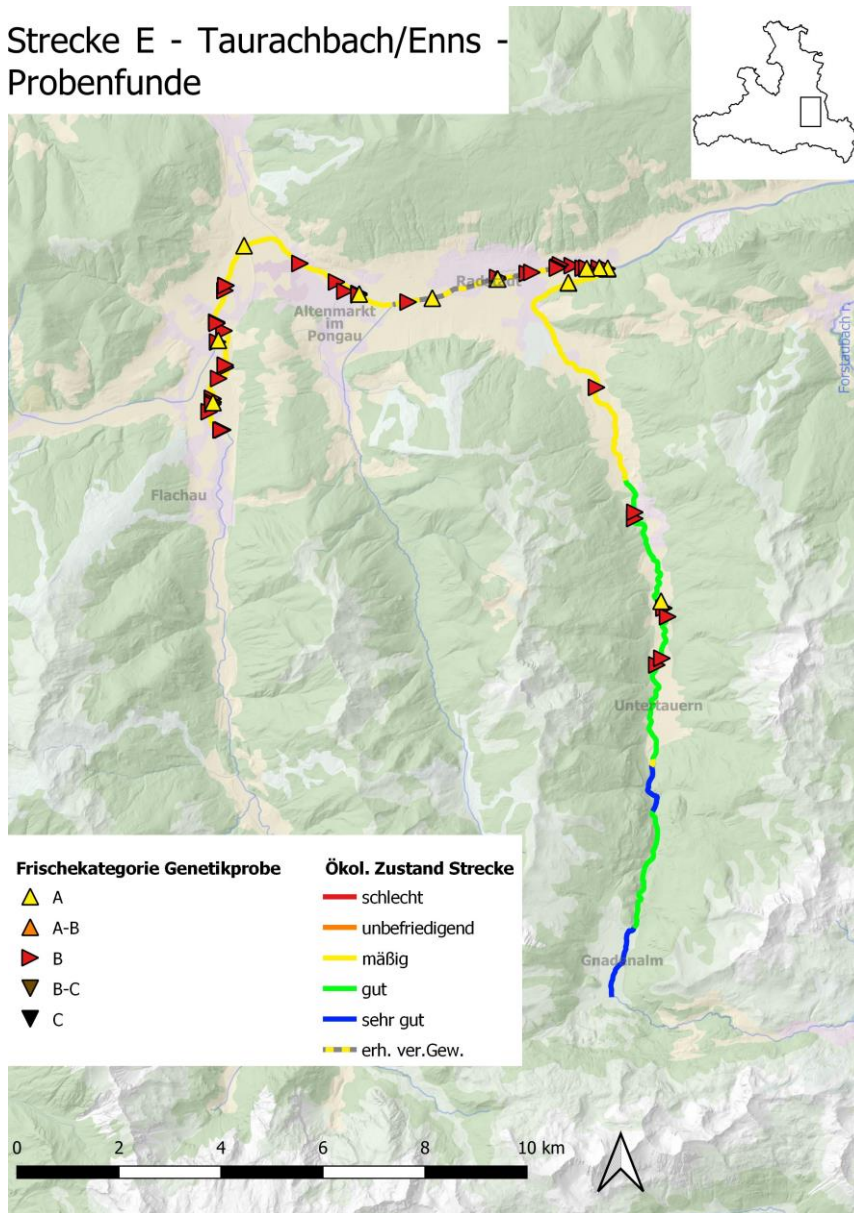 Strecke E - Taurachbach/Enns -
Probenfunde
Radstadt
Altenmarkt
im
Pongau
Forstaubach
Flachau
Untertauern
Gnadenalm
Frischekategorie Genetikprobe
A
A-B
B
B-C
C
Ökol. Zustand Strecke
schlecht
unbefriedigend
mäßig
gut
sehr gut
erh. ver.Gew.
0 2 4 6 8 10 km